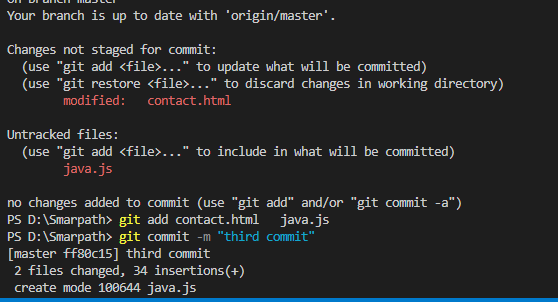 On branch master
Your branch is up to date with 'origin/master'.
Changes not staged for commit:
(use "git add <file>..." to update what will be committed)
(use "git restore <file>..." to discard changes in working directory)
modified:   contact.html
Untracked files:
(use "git add <file>..." to include in what will be committed)
java.js
no changes added to commit (use "git add" and/or "git commit -a")
PS D:\Smarpath> git add contact.html   java.js
PS D:\Smarpath> git commit -m "third commit"
[master ff80c15] third commit
2 files changed, 34 insertions(+)
create mode 100644 java.js